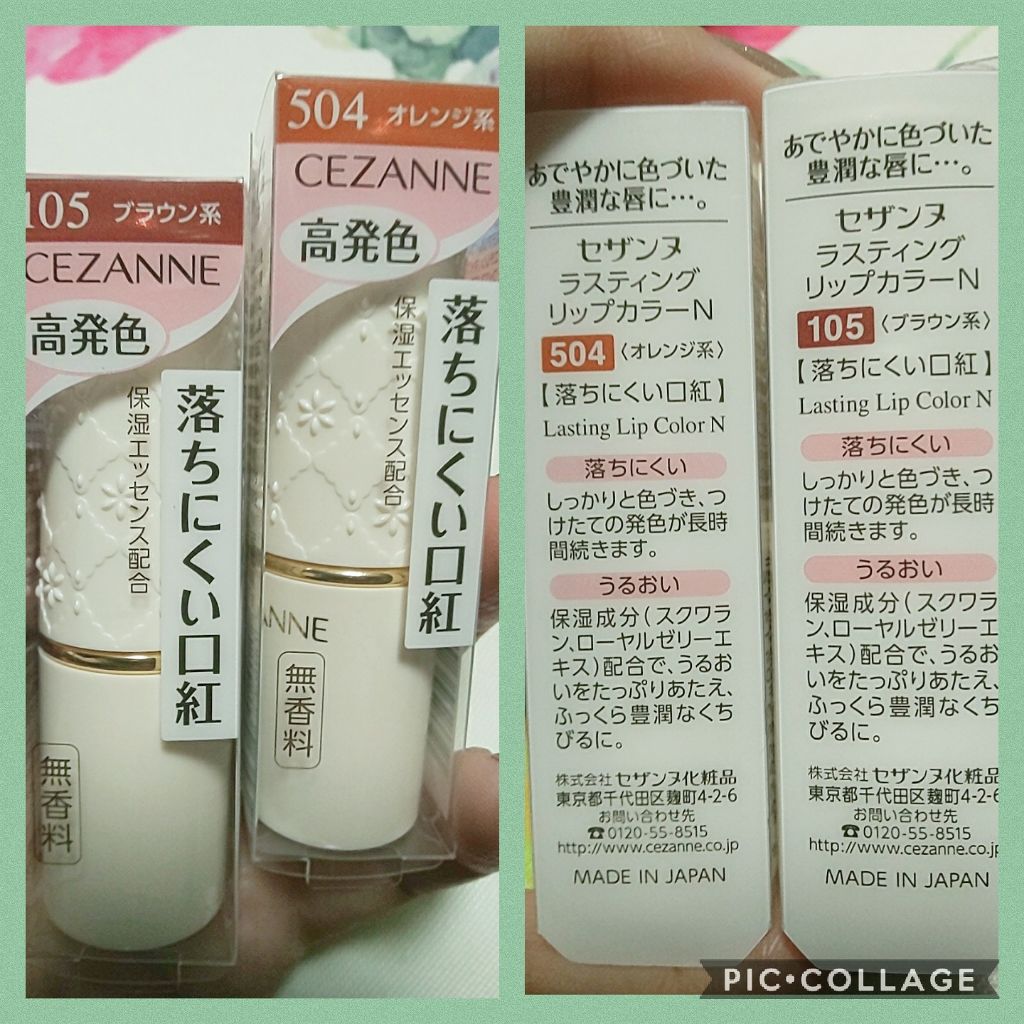 105 ブラウン系
CEZANNE
高発色
保湿エッセンス配合
落ちにくい口紅
無香料
504 オレンジ系
CEZANNE
高発色
保湿エッセンス配合
落ちにくい口紅
ANNE
無香料
あでやかに色づいた
豊潤な唇に…。
セザンヌ
ラスティング
リップカラーN
504 〈オレンジ系〉
【落ちにくい口紅】
Lasting Lip Color N
落ちにくい
しっかりと色づき、つ
けたての発色が長時
間続きます。
うるおい
保湿成分(スクワラ
ン、ローヤルゼリーエ
キス)配合で、うるお
いをたっぷりあたえ、
ふっくら豊潤なくち
びるに。
株式会社 セザンヌ化粧品
東京都千代田区麹町4-2-6
お問い合わせ先
☎0120-55-8515
http://www.cezanne.co.jp
MADE IN JAPAN
あでやかに色づいた
豊潤な唇に…。
セザンヌ
ラスティング
リップカラーN
105 〈ブラウン系〉
【落ちにくい口紅】
Lasting Lip Color N
落ちにくい
しっかりと色づき、つ
けたての発色が長時
間続きます。
うるおい
保湿成分(スクワラ
ン、ローヤルゼリーエ
キス)配合で、うるお
いをたっぷりあたえ、
ふっくら豊潤なくち
びるに。
株式会社 セザンヌ化粧品
東京都千代田区麹町4-2-6
お問い合わせ先
☎0120-55-8515
http://www.cezanne.co.jp
MADE IN JAPAN
PIC•COLLAGE